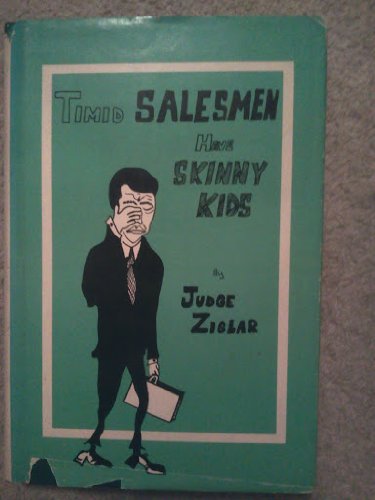 TIMID SALESMEN
HAVE
SKINNY
KIDS
By
JUDGE
ZIGLAR